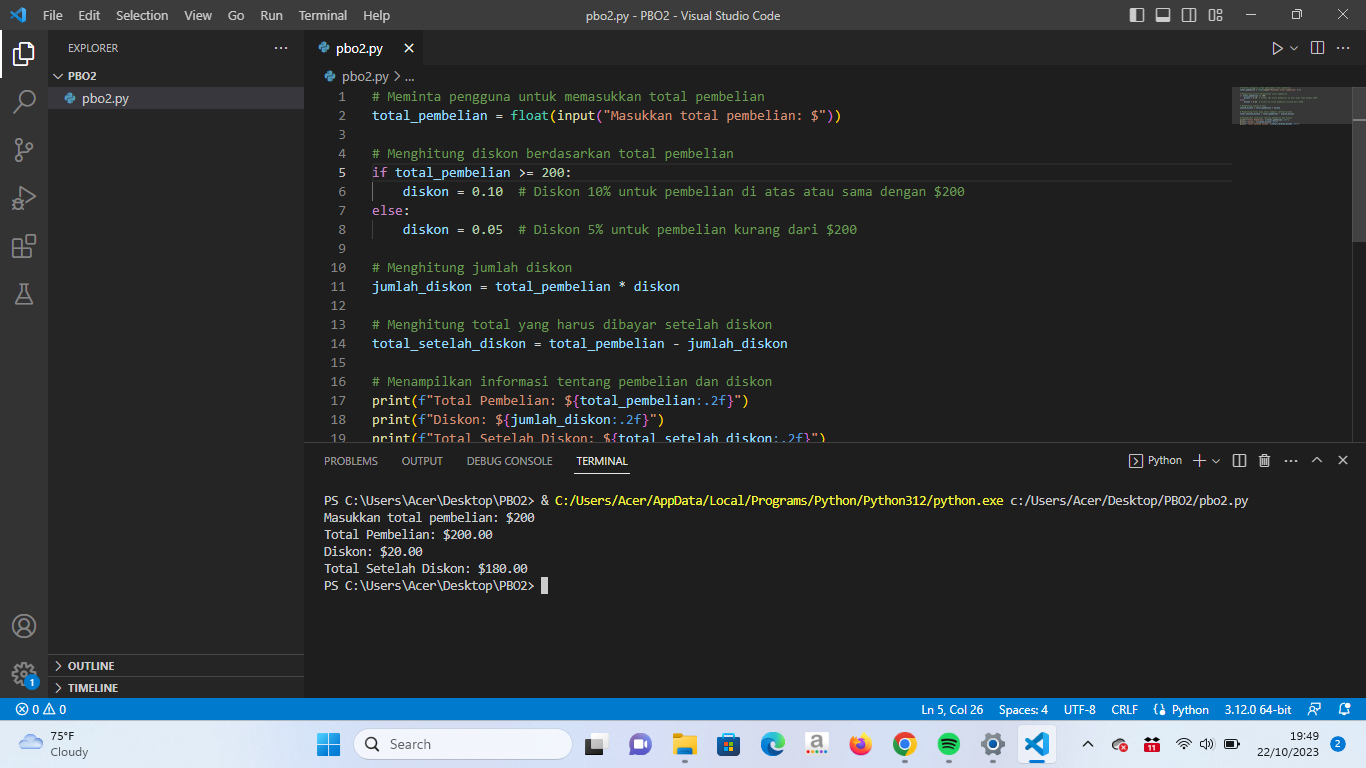 File Edit Selection View Go Run Terminal Help pbo2.py - PBO2 - Visual Studio Code
EXPLORER
PBO2
pbo2.py
OUTLINE
TIMELINE
pbo2.py
pbo2.py > ...
1 # Meminta pengguna untuk memasukkan total pembelian
2 total_pembelian = float(input("Masukkan total pembelian: $"))
3
4 # Menghitung diskon berdasarkan total pembelian
5 if total_pembelian >= 200:
6     diskon = 0.10  # Diskon 10% untuk pembelian di atas atau sama dengan $200
7 else:
8     diskon = 0.05  # Diskon 5% untuk pembelian kurang dari $200
9
10 # Menghitung jumlah diskon
11 jumlah_diskon = total_pembelian * diskon
12
13 # Menghitung total yang harus dibayar setelah diskon
14 total_setelah_diskon = total_pembelian - jumlah_diskon
15
16 # Menampilkan informasi tentang pembelian dan diskon
17 print(f"Total Pembelian: ${total_pembelian:.2f}")
18 print(f"Diskon: ${jumlah_diskon:.2f}")
19 print(f"Total Setelah Diskon: ${total_setelah_diskon:.2f}")
PROBLEMS OUTPUT DEBUG CONSOLE TERMINAL Python
PS C:\Users\Acer\Desktop\PBO2> & C:/Users/Acer/AppData/Local/Programs/Python/Python312/python.exe c:/Users/Acer/Desktop/PBO2/pbo2.py
Masukkan total pembelian: $200
Total Pembelian: $200.00
Diskon: $20.00
Total Setelah Diskon: $180.00
PS C:\Users\Acer\Desktop\PBO2>
1
0 0 Ln 5, Col 26 Spaces: 4 UTF-8 CRLF Python 3.12.0 64-bit
75°F
Cloudy
Search
a
11
19:49
22/10/2023
2